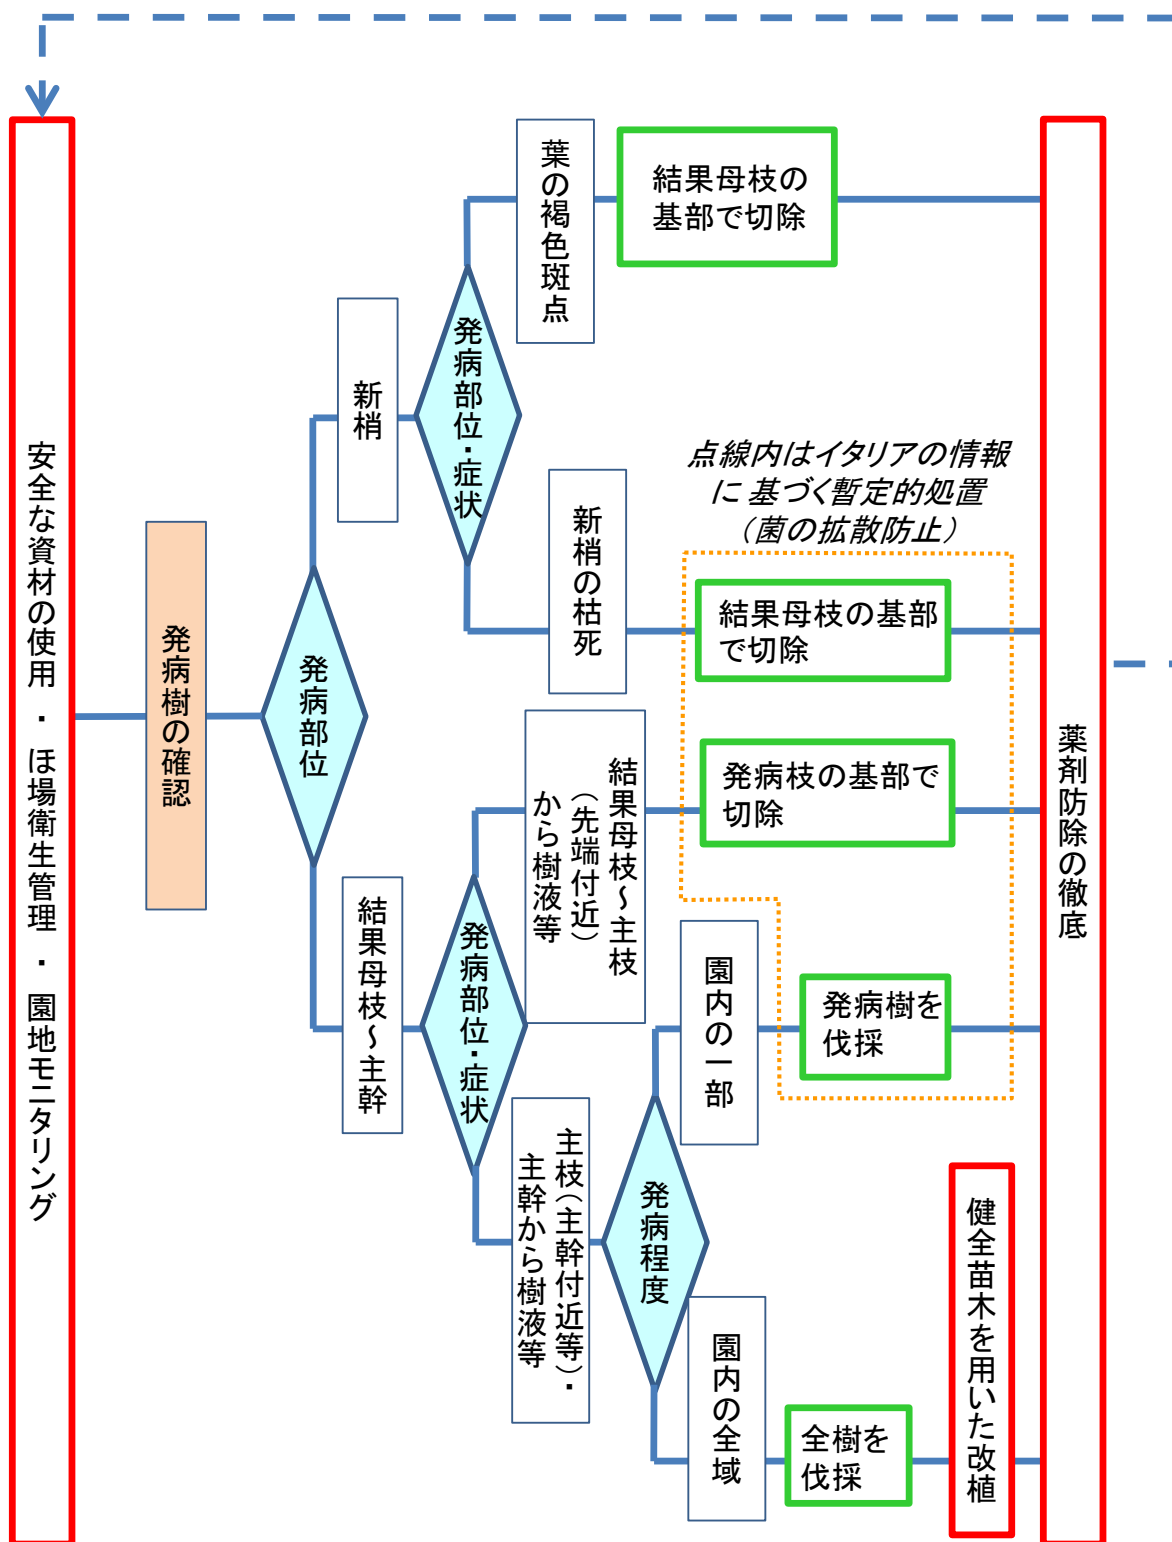 安全な資材の使用 ・ ほ場衛生管理 ・ 園地モニタリング
発病樹の確認
発病部位
新梢
発病部位・症状
葉の褐色斑点
結果母枝の
基部で切除
新梢の枯死
点線内はイタリアの情報
に 基づく暫定的処置
（菌の拡散防止）
結果母枝の基部
で切除
結果母枝～主幹
発病部位・症状
結果母枝～主枝
（先端付近）
から樹液等
発病枝の基部で
切除
主枝（主幹付近等）・
主幹から樹液等
発病程度
園内の一部
発病樹を
伐採
園内の全域
全樹を
伐採
健全苗木を用いた改植
薬剤防除の徹底